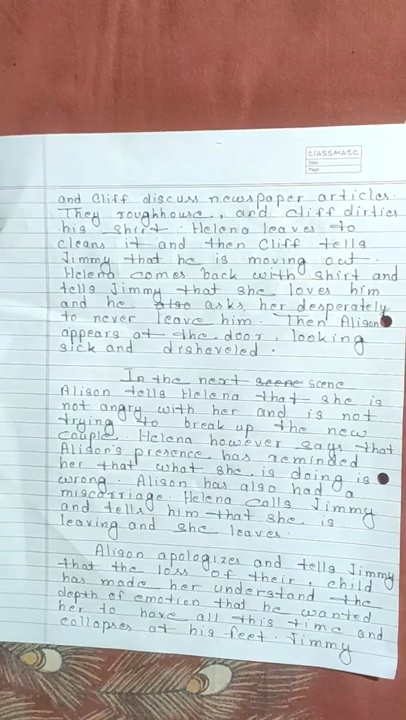 CLASSMATE
Date
Page
and Cliff discuss newspaper articles.
They roughhouse, and cliff dirties
his shirt. Helena leaves to
cleans it and then Cliff tells
Jimmy that he is moving out.
Helena comes back with shirt and
tells Jimmy that she loves him
and he also asks her desperately
to never leave him. Then Alison
appears at the door, looking
sick and disheveled.
In the next scene scene
Alison tells Helena that she is
not angry with her and is not
trying to break up the new
couple. Helena however says that
Alison's presence has reminded
her that what she is doing is
wrong. Alison has also had a
miscarriage. Helena calls Jimmy
and tells him that she is
leaving and she leaves.
Alison apologizes and tells Jimmy
that the loss of their child
has made her understand the
depth of emotion that he wanted
her to have all this time and
collapses at his feet. Jimmy